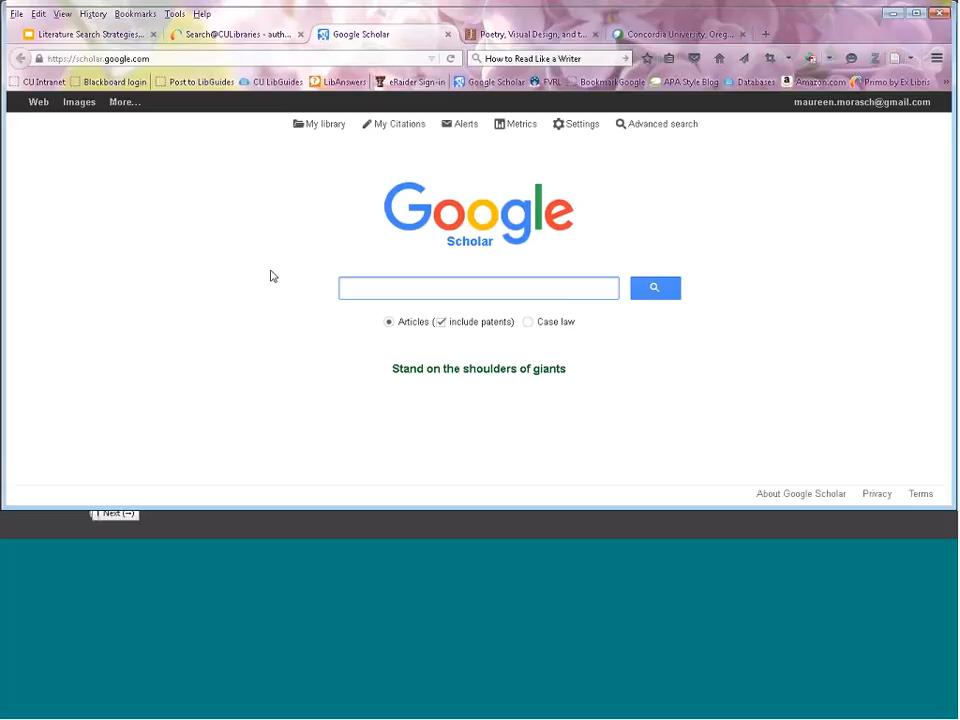 File Edit View History Bookmarks Tools Help
Literature Search Strategies... × Search@CULibraries - auth... × Google Scholar × Poetry, Visual Design, and t... × Concordia University, Oreg... × +
https://scholar.google.com How to Read Like a Writer
CU Intranet Blackboard login Post to LibGuides CU LibGuides LibAnswers eRaider Sign-in Google Scholar FVRL BookmarkGoogle APA Style Blog Databases Amazon.com Primo by Ex Libris »
Web Images More... maureen.morasch@gmail.com
My library My Citations Alerts Metrics Settings Advanced search
Google
Scholar
Articles (include patents) Case law
Stand on the shoulders of giants
About Google Scholar Privacy Terms
Next (→)